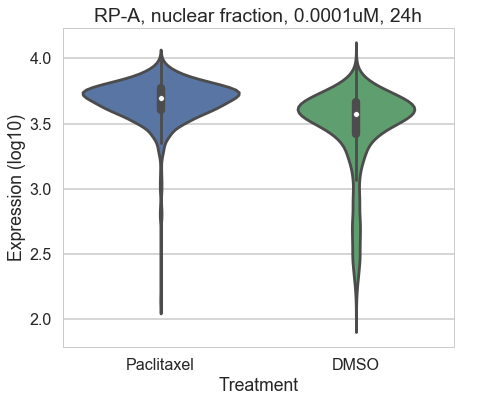 RP-A, nuclear fraction, 0.0001uM, 24h
Expression (log10)
4.0
3.5
3.0
2.5
2.0
Paclitaxel DMSO
Treatment